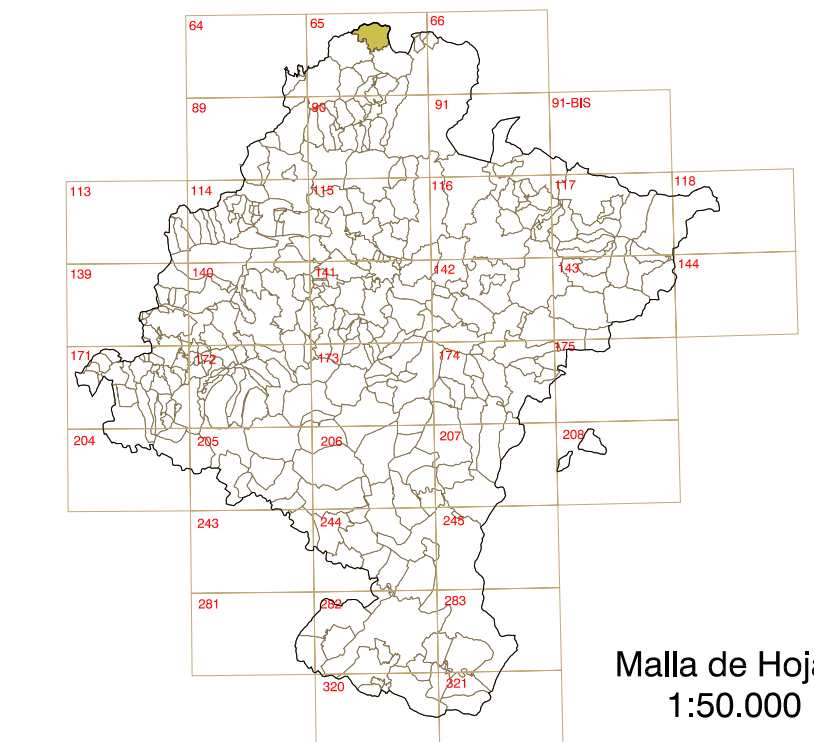 64 65 66
89 90 91 91-BIS
113 114 115 116 117 118
139 140 141 142 143 144
171 172 173 174 175
204 205 206 207 208
243 244 245
281 282 283
320 321
Malla de Hoja
1:50.000